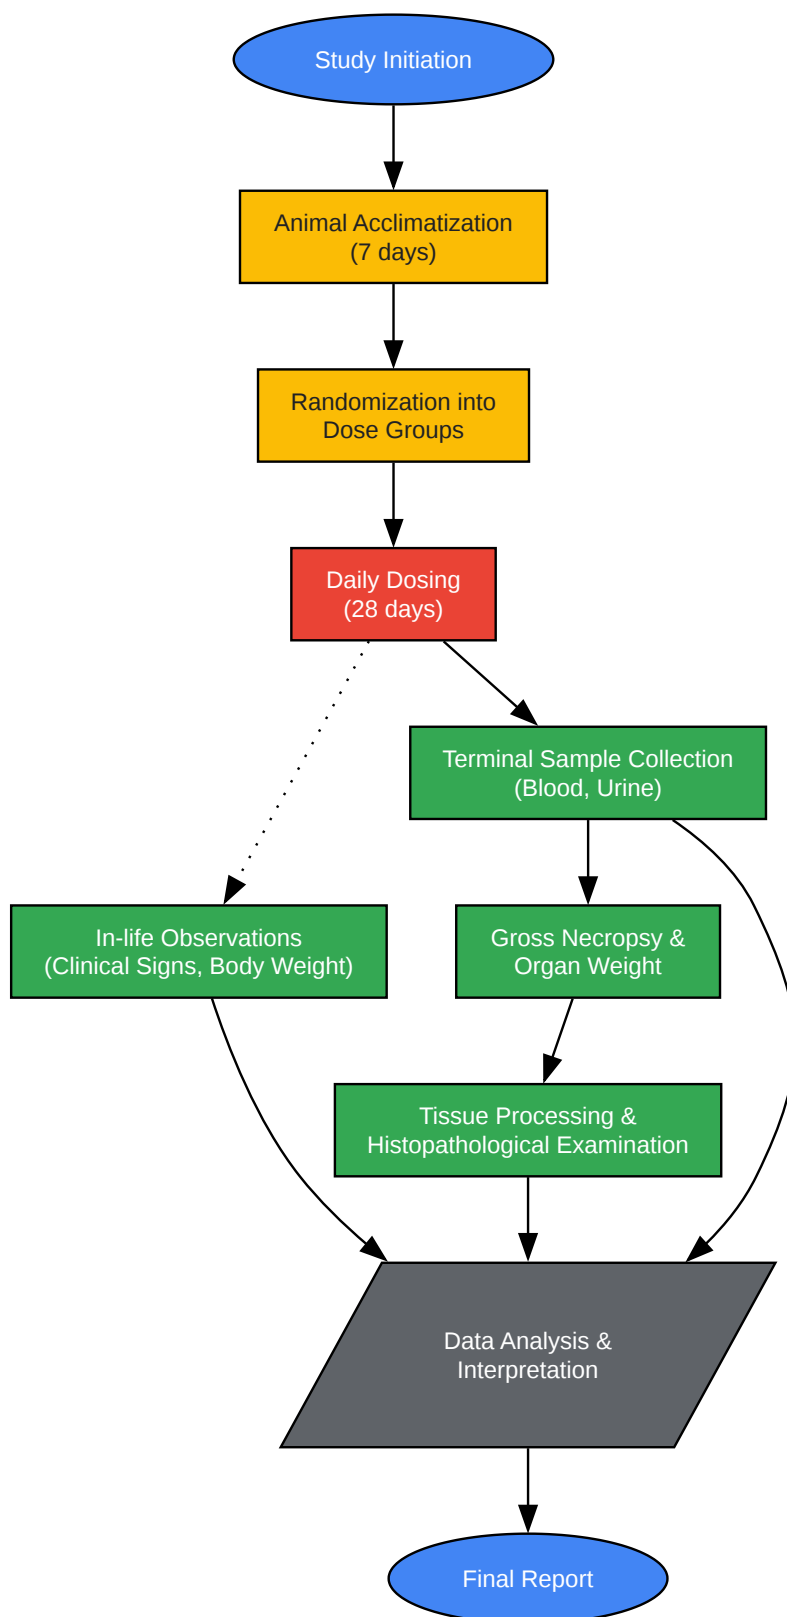 Study Initiation
Animal Acclimatization
(7 days)
Randomization into
Dose Groups
Daily Dosing
(28 days)
Terminal Sample Collection
(Blood, Urine)
In-life Observations
(Clinical Signs, Body Weight)
Gross Necropsy &
Organ Weight
Tissue Processing &
Histopathological Examination
Data Analysis &
Interpretation
Final Report